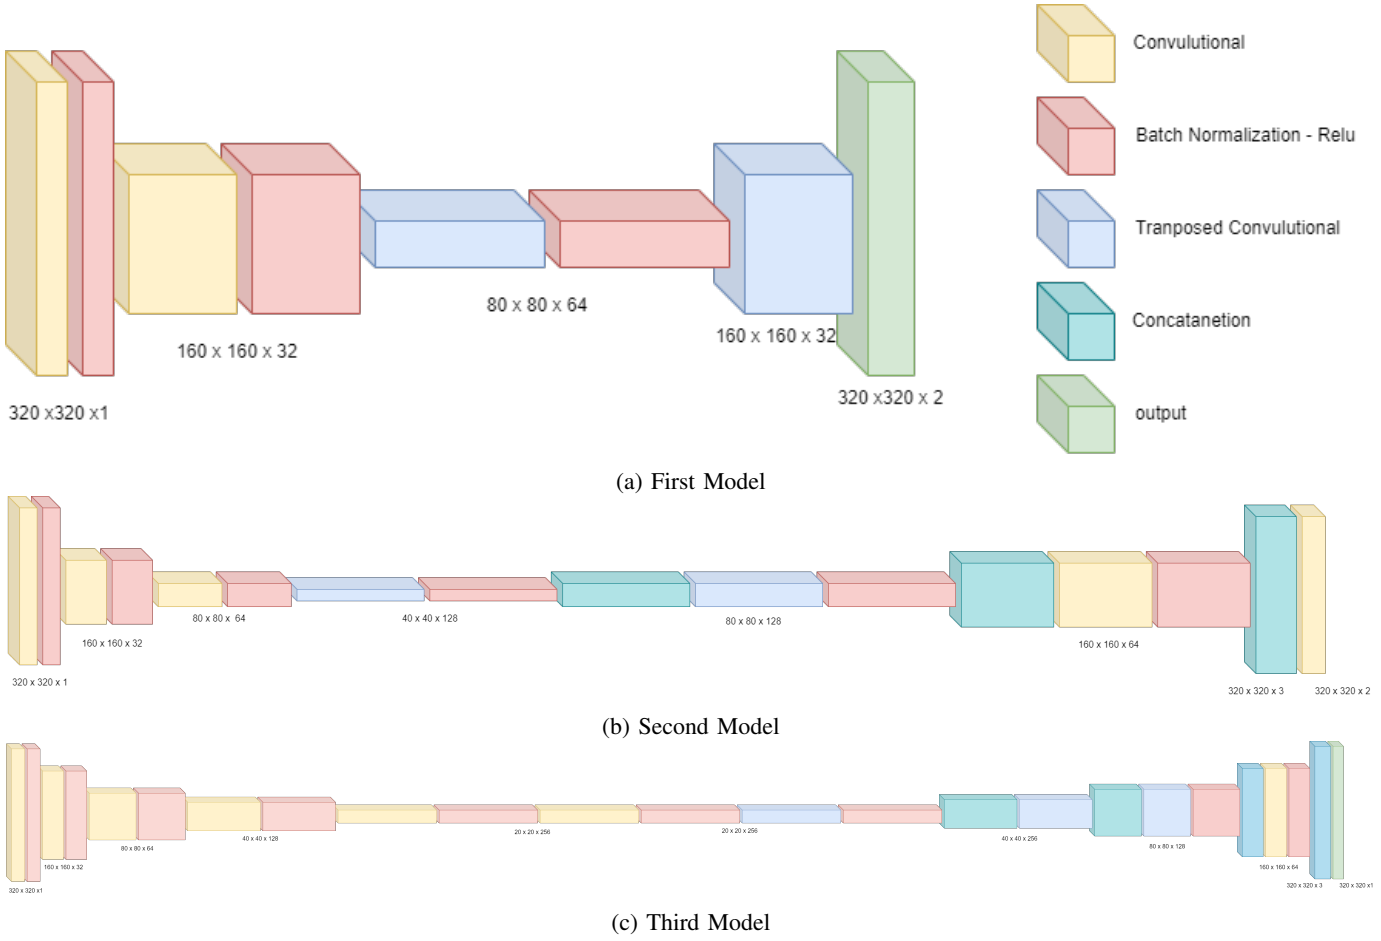 Convulutional
Batch Normalization - Relu
Tranposed Convulutional
Concatanetion
output
320 x320 x1
160 x 160 x 32
80 x 80 x 64
160 x 160 x 32
320 x320 x 2
(a) First Model
320 x 320 x 1
160 x 160 x 32
80 x 80 x 64
40 x 40 x 128
80 x 80 x 128
160 x 160 x 64
320 x 320 x 3
320 x 320 x 2
(b) Second Model
320 x 320 x1
160 x 160 x 32
80 x 80 x 64
40 x 40 x 128
20 x 20 x 256
20 x 20 x 256
40 x 40 x 256
80 x 80 x 128
160 x 160 x 64
320 x 320 x 3
320 x 320 x1
(c) Third Model